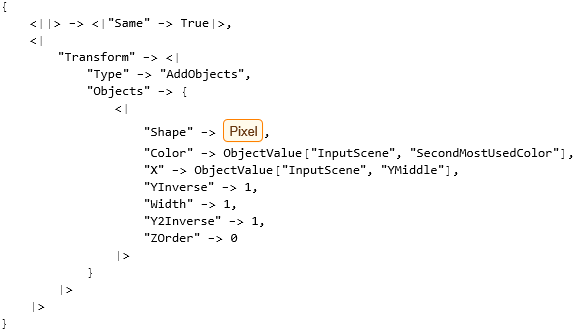 {
<||> -> <|"Same" -> True|>,
<|
"Transform" -> <|
"Type" -> "AddObjects",
"Objects" -> {
<|
"Shape" -> Pixel,
"Color" -> ObjectValue["InputScene", "SecondMostUsedColor"],
"X" -> ObjectValue["InputScene", "YMiddle"],
"YInverse" -> 1,
"Width" -> 1,
"Y2Inverse" -> 1,
"ZOrder" -> 0
|>
}
|>
|>
}